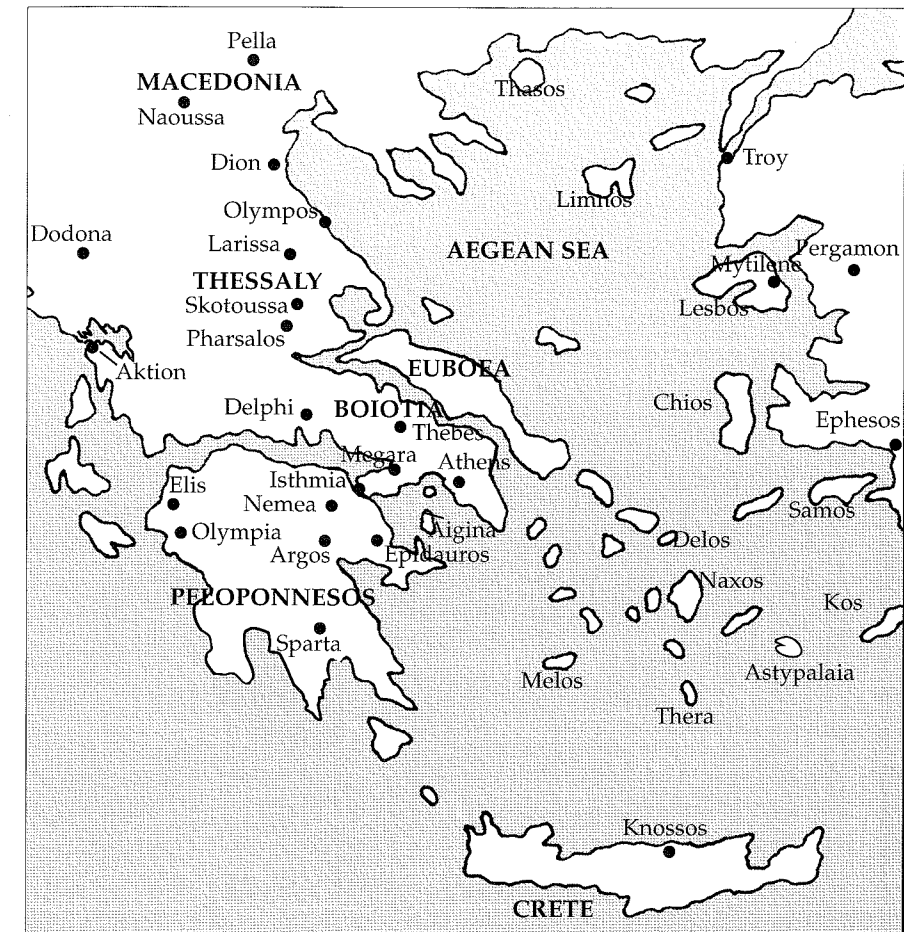 Pella
MACEDONIA
Naoussa
Thasos
Dion
Troy
Limnos
Olympos
Dodona
Larissa
AEGEAN SEA
Pergamon
Mytilene
THESSALY
Skotoussa
Lesbos
Pharsalos
EUBOEA
Aktion
Delphi
BOIOTIA
Chios
Thebes
Ephesos
Megara
Athens
Elis
Isthmia
Nemea
Samos
Olympia
Aigina
Argos
Epidauros
Delos
Naxos
PELOPONNESOS
Kos
Sparta
Astypalaia
Melos
Thera
Knossos
CRETE